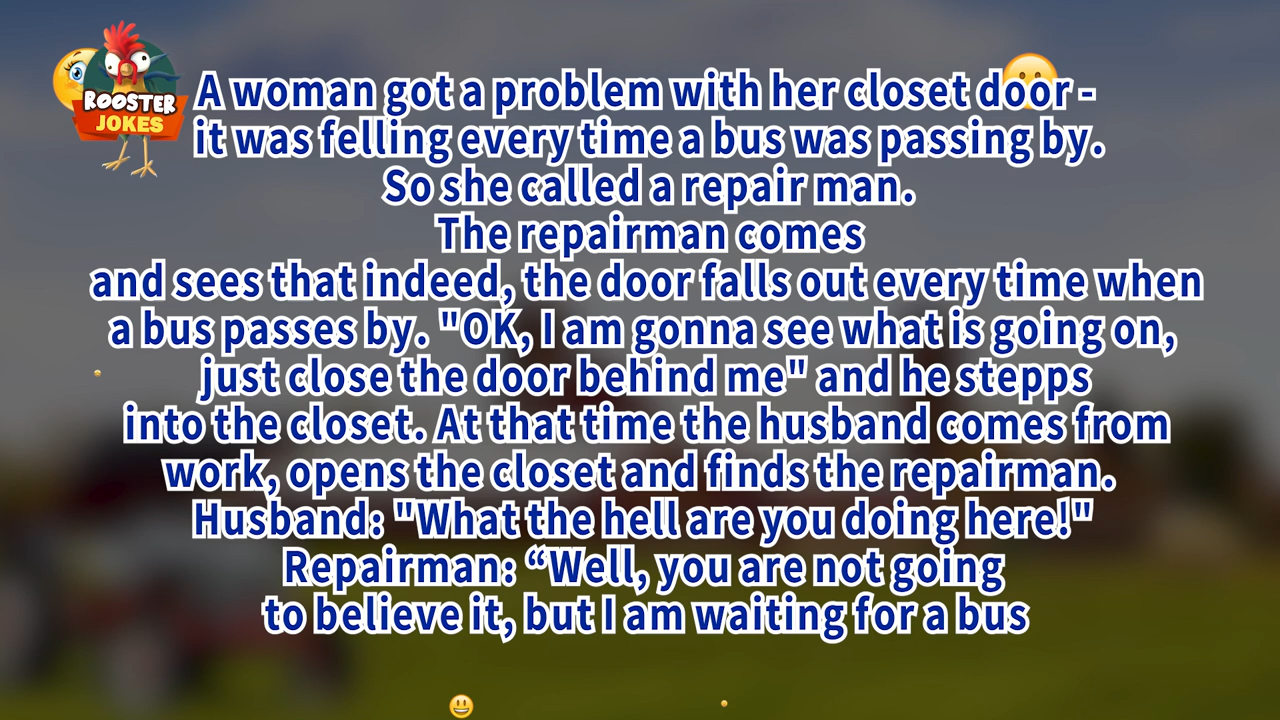 ROOSTER
JOKES
A woman got a problem with her closet door -
it was felling every time a bus was passing by.
So she called a repair man.
The repairman comes
and sees that indeed, the door falls out every time when
a bus passes by. "OK, I am gonna see what is going on,
just close the door behind me" and he stepps
into the closet. At that time the husband comes from
work, opens the closet and finds the repairman.
Husband: "What the hell are you doing here!"
Repairman: “Well, you are not going
to believe it, but I am waiting for a bus